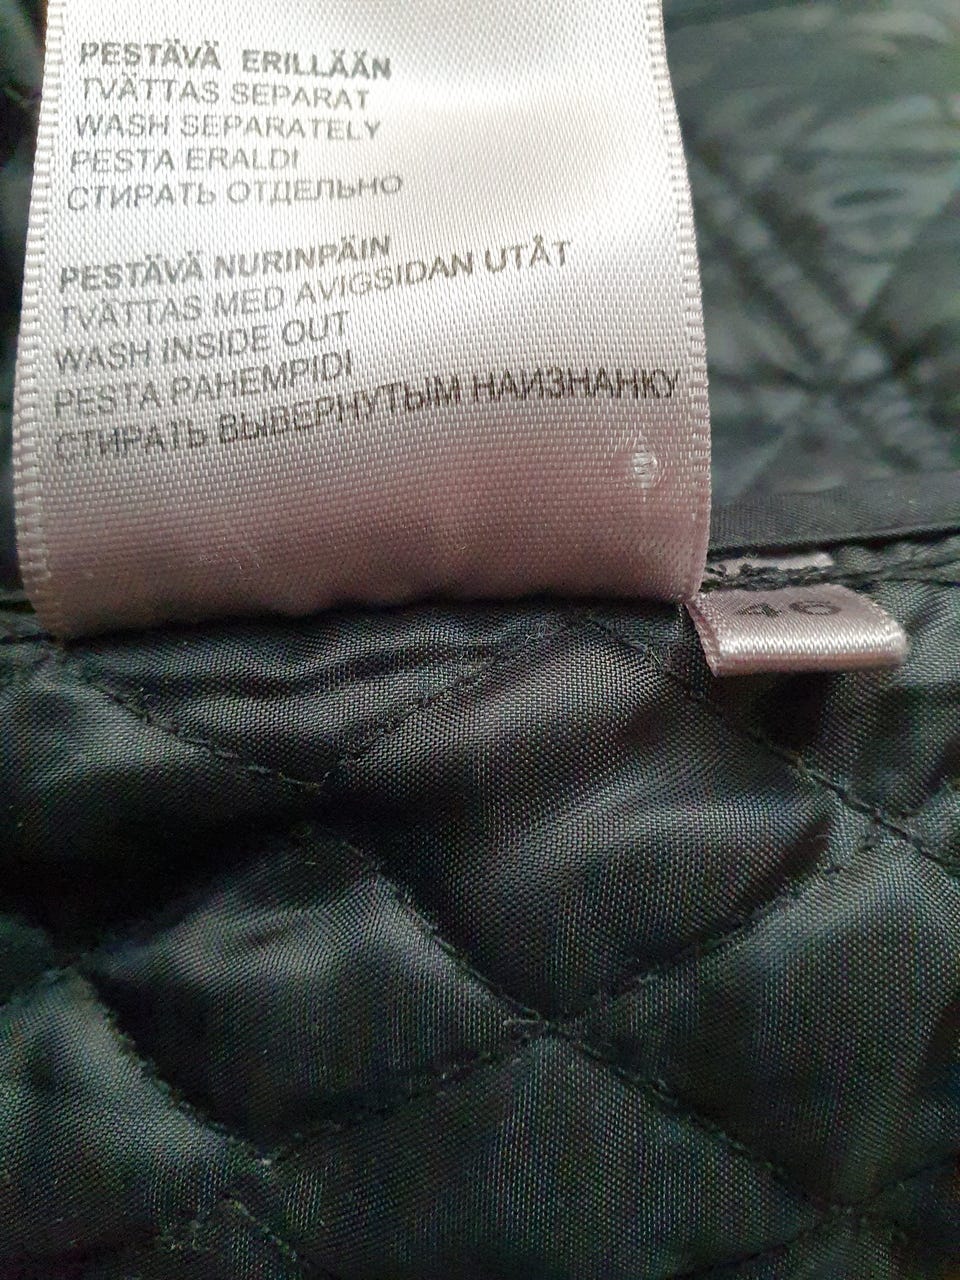 PESTÄVÄ ERILLÄÄN
TVÄTTAS SEPARAT
WASH SEPARATELY
PESTA ERALDI
СТИРАТЬ ОТДЕЛЬНО
PESTÄVÄ NURINPÄIN
TVÄTTAS MED AVIGSIDAN UTÅT
WASH INSIDE OUT
PESTA PAHEMPIDI
СТИРАТЬ ВЫВЕРНУТЫМ НАИЗНАНКУ
46